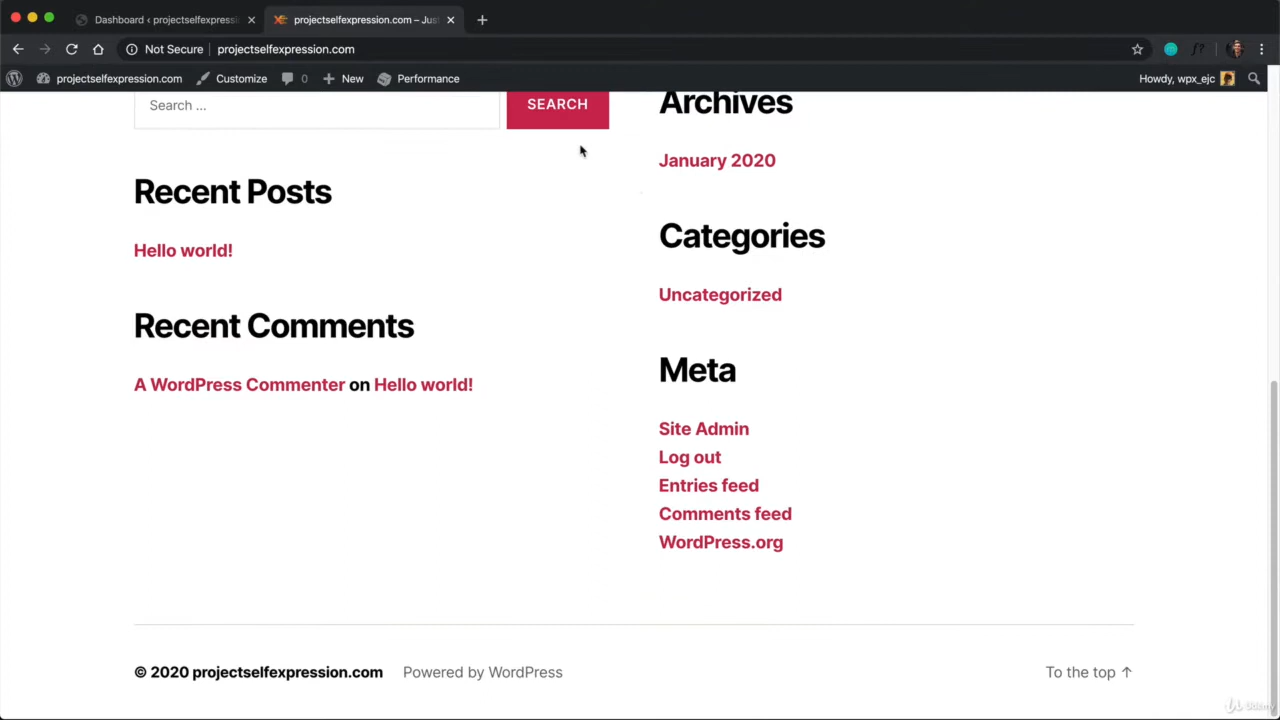 Dashboard ‹ projectselfexpressi
projectselfexpression.com – Jus
Not Secure
projectselfexpression.com
projectselfexpression.com
Customize
0
New
Performance
Howdy, wpx_ejc
Search …
SEARCH
Recent Posts
Hello world!
Recent Comments
A WordPress Commenter on Hello world!
Archives
January 2020
Categories
Uncategorized
Meta
Site Admin
Log out
Entries feed
Comments feed
WordPress.org
© 2020 projectselfexpression.com
Powered by WordPress
To the top ↑
Udemy